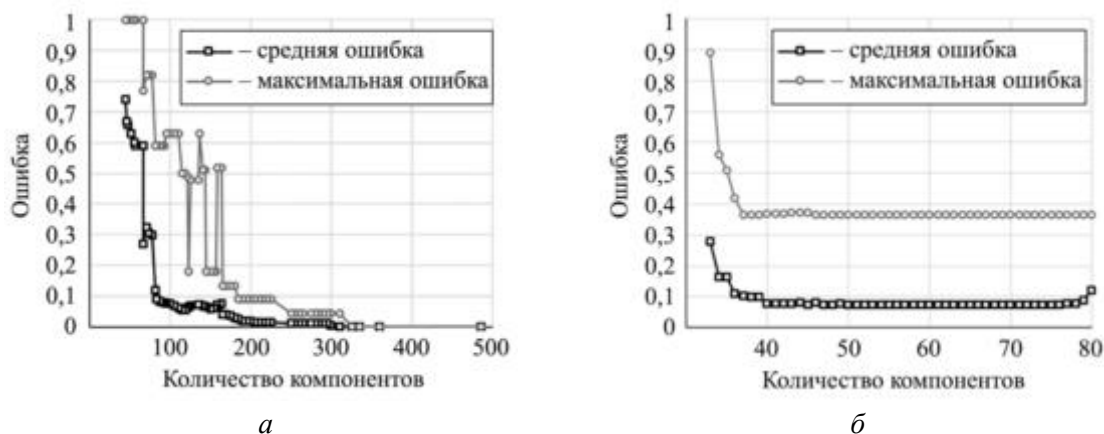 1
0,9
0,8
0,7
0,6
0,5
0,4
0,3
0,2
0,1
0
Ошибка
– средняя ошибка
– максимальная ошибка
100 200 300 400 500
Количество компонентов
а
1
0,9
0,8
0,7
0,6
0,5
0,4
0,3
0,2
0,1
0
Ошибка
– средняя ошибка
– максимальная ошибка
40 50 60 70 80
Количество компонентов
б